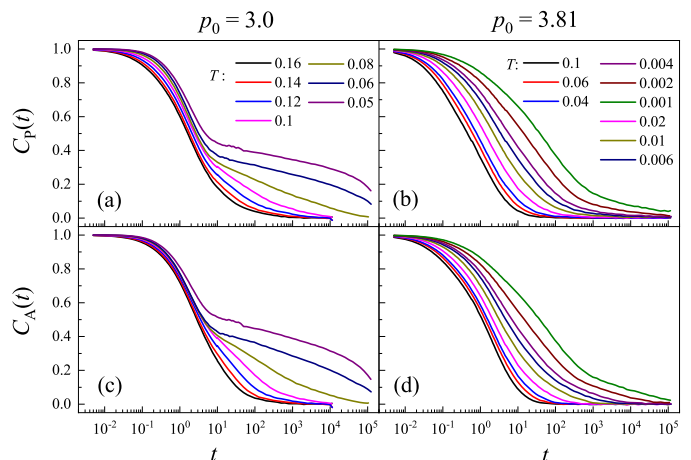 p₀ = 3.0 p₀ = 3.81
1.0
0.8
0.6
0.4
0.2
0.0
C_P(t)
T : 0.16 0.08
0.14 0.06
0.12 0.05
0.1
(a)
T : 0.1 0.004
0.06 0.002
0.04 0.001
0.02
0.01
0.006
(b)
1.0
0.8
0.6
0.4
0.2
0.0
C_A(t)
(c)
(d)
10⁻² 10⁻¹ 10⁰ 10¹ 10² 10³ 10⁴ 10⁵ 10⁻² 10⁻¹ 10⁰ 10¹ 10² 10³ 10⁴ 10⁵
t t